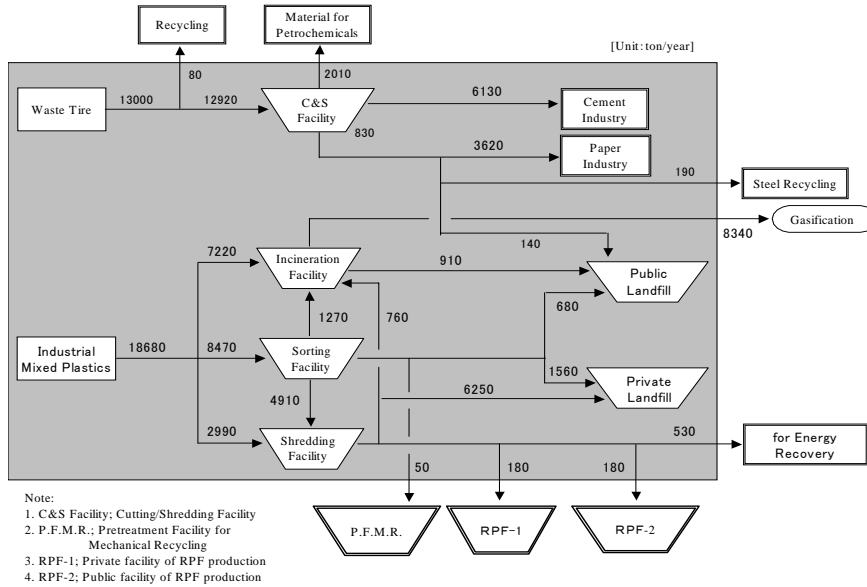 Recycling
Material for
Petrochemicals
[Unit:ton/year]
80
2010
Waste Tire
13000
12920
C&S
Facility
6130
Cement
Industry
830
3620
Paper
Industry
190
Steel Recycling
Gasification
8340
140
7220
Incineration
Facility
910
Public
Landfill
1270
760
680
Industrial
Mixed Plastics
18680
8470
Sorting
Facility
1560
Private
Landfill
4910
6250
2990
Shredding
Facility
530
for Energy
Recovery
50
180
180
P.F.M.R.
RPF-1
RPF-2
Note:
1. C&S Facility; Cutting/Shredding Facility
2. P.F.M.R.; Pretreatment Facility for
Mechanical Recycling
3. RPF-1; Private facility of RPF production
4. RPF-2; Public facility of RPF production